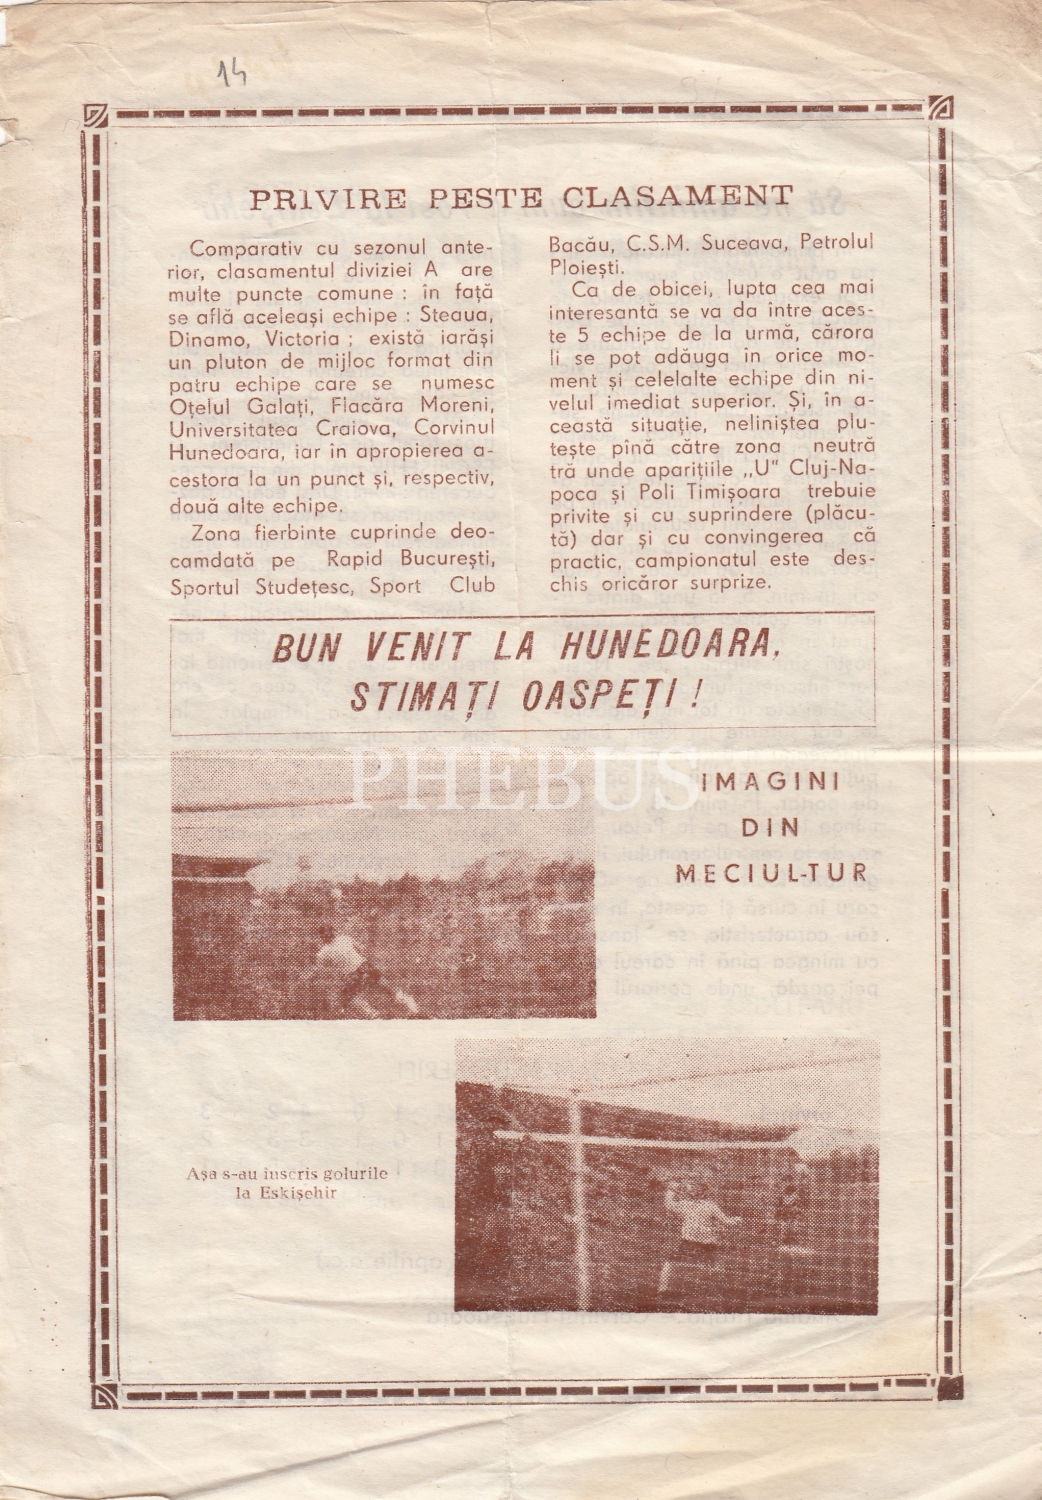 14
PRIVIRE PESTE CLASAMENT
Comparativ cu sezonul ante-
rior, clasamentul diviziei A are
multe puncte comune : în față
se află aceleași echipe : Steaua,
Dinamo, Victoria ; există iarăși
un pluton de mijloc format din
patru echipe care se numesc
Oțelul Galați, Flacăra Moreni,
Universitatea Craiova, Corvinul
Hunedoara, iar în apropierea a-
cestora la un punct și, respectiv,
două alte echipe.
Zona fierbinte cuprinde deo-
camdată pe Rapid București,
Sportul Studețesc, Sport Club
Bacău, C.S.M. Suceava, Petrolul
Ploiești.
Ca de obicei, lupta cea mai
interesantă se va da între aces-
te 5 echipe de la urmă, cărora
li se pot adăuga în orice mo-
ment și celelalte echipe din ni-
velul imediat superior. Și, în a-
ceastă situație, neliniștea plu-
tește pînă către zona neutră
tră unde aparițiile „U" Cluj-Na-
poca și Poli Timișoara trebuie
privite și cu suprindere (plăcu-
tă) dar și cu convingerea că
practic, campionatul este des-
chis oricăror surprize.
BUN VENIT LA HUNEDOARA,
STIMAȚI OASPEȚI !
PHEBUS
IMAGINI
DIN
MECIUL-TUR
Așa s-au înscris golurile
la Eskișehir